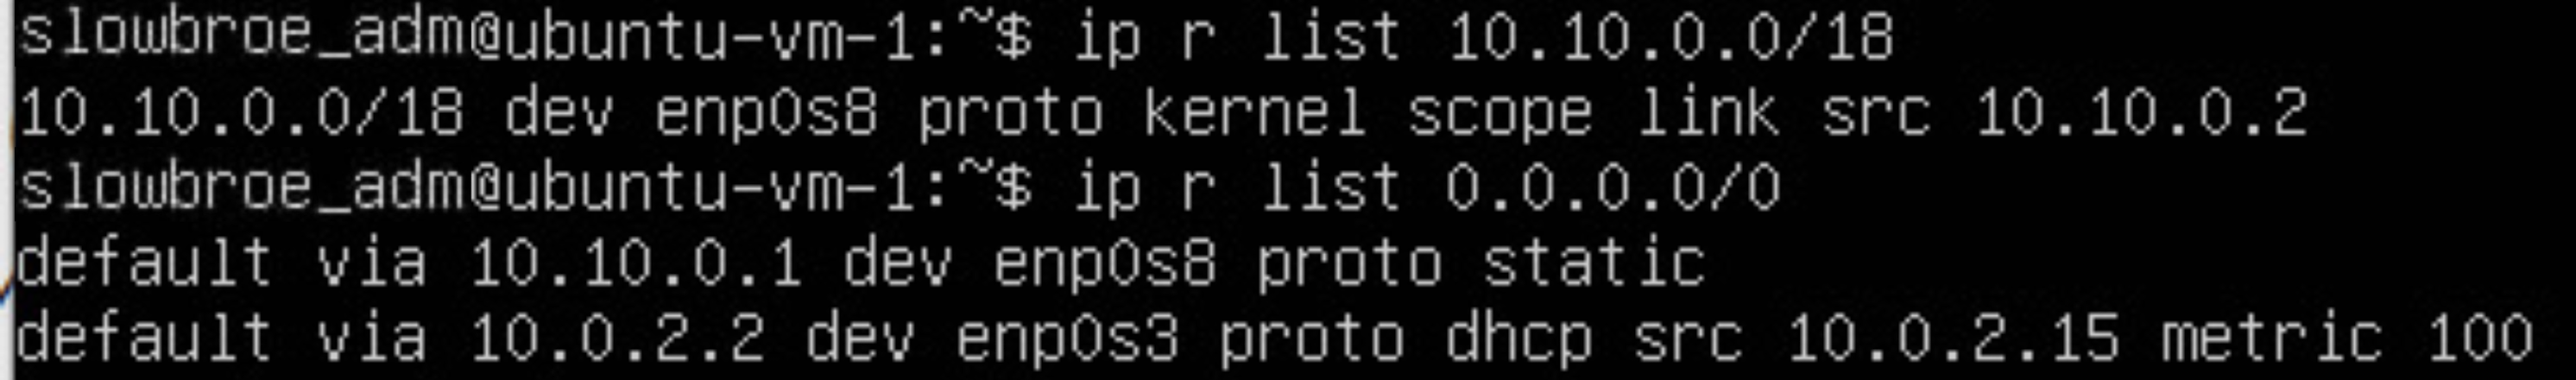 slowbroe_adm@ubuntu-vm-1:~$ ip r list 10.10.0.0/18
10.10.0.0/18 dev enp0s8 proto kernel scope link src 10.10.0.2
slowbroe_adm@ubuntu-vm-1:~$ ip r list 0.0.0.0/0
default via 10.10.0.1 dev enp0s8 proto static
default via 10.0.2.2 dev enp0s3 proto dhcp src 10.0.2.15 metric 100